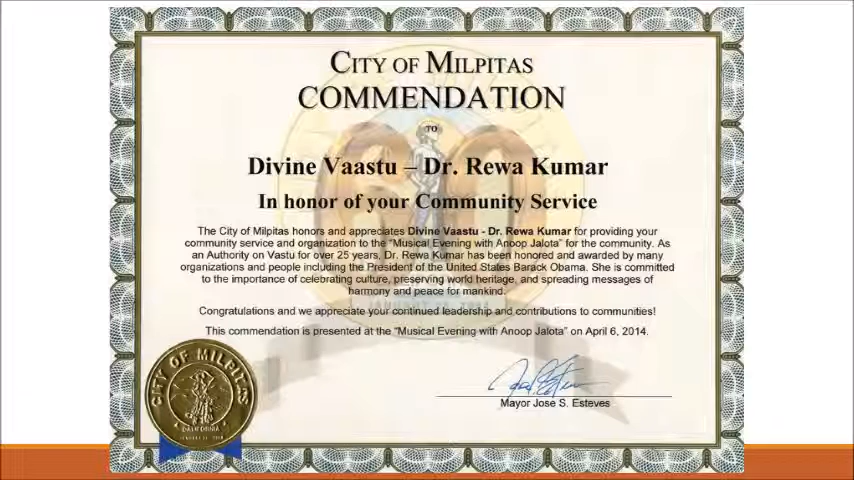 CITY OF MILPITAS
COMMENDATION
TO
Divine Vaastu – Dr. Rewa Kumar
In honor of your Community Service
The City of Milpitas honors and appreciates Divine Vaastu - Dr. Rewa Kumar for providing your
community service and organization to the “Musical Evening with Anoop Jalota” for the community. As
an Authority on Vastu for over 25 years, Dr. Rewa Kumar has been honored and awarded by many
organizations and people including the President of the United States Barack Obama. She is committed
to the importance of celebrating culture, preserving world heritage, and spreading messages of
harmony and peace for mankind.
Congratulations and we appreciate your continued leadership and contributions to communities!
This commendation is presented at the “Musical Evening with Anoop Jalota” on April 6, 2014.
Mayor Jose S. Esteves
CITY OF MILPITAS
CALIFORNIA